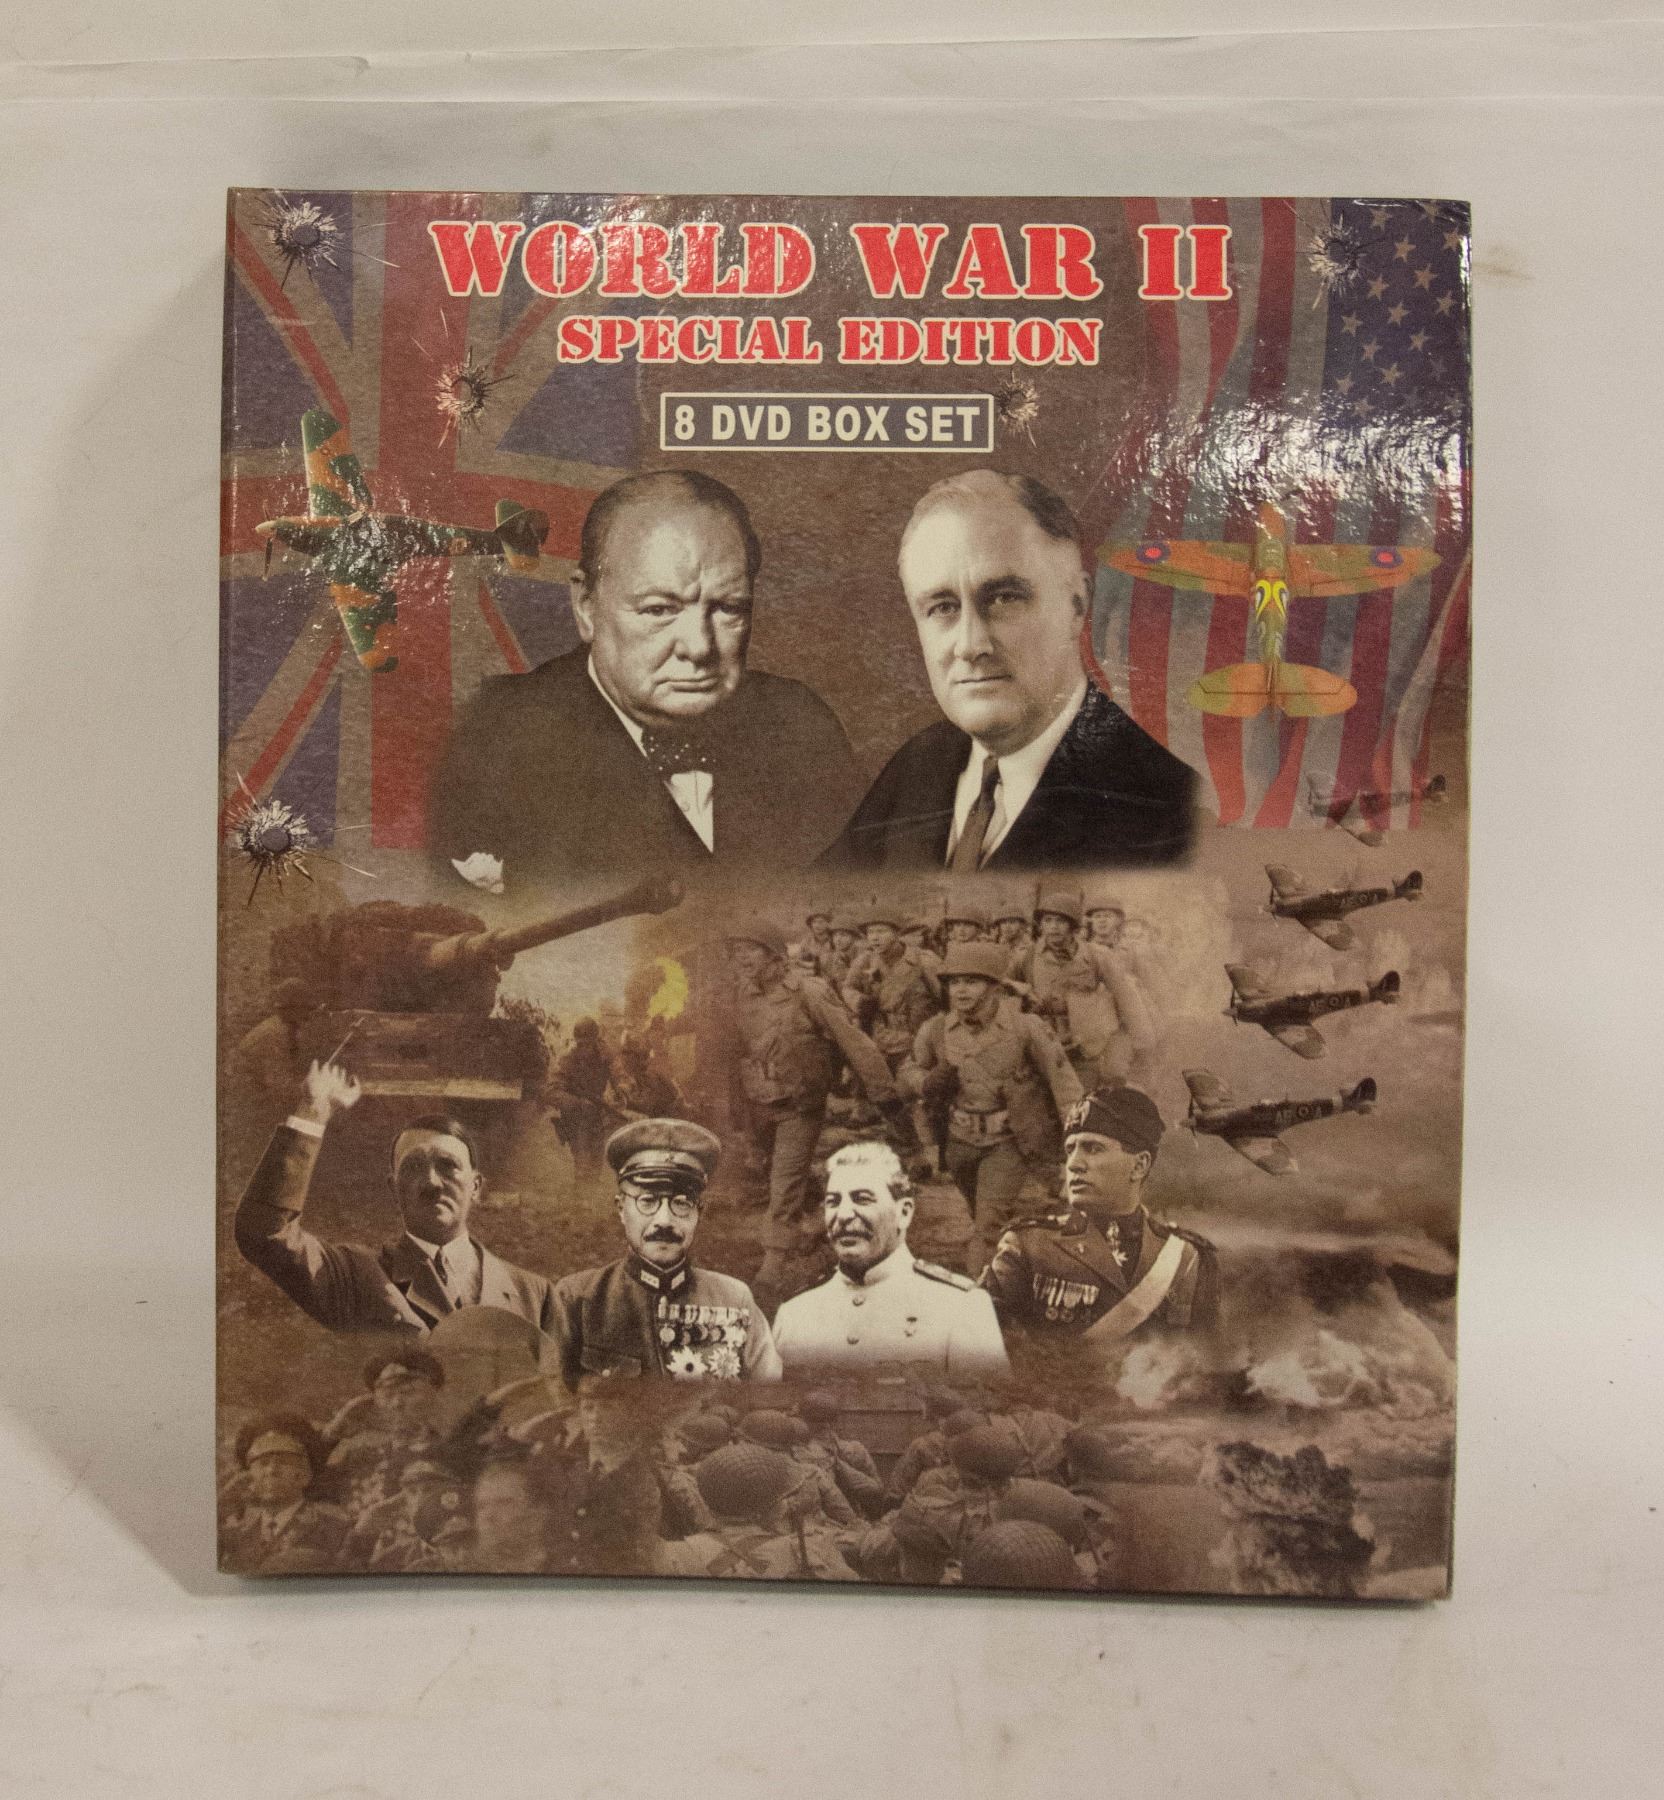 WORLD WAR II
SPECIAL EDITION
8 DVD BOX SET